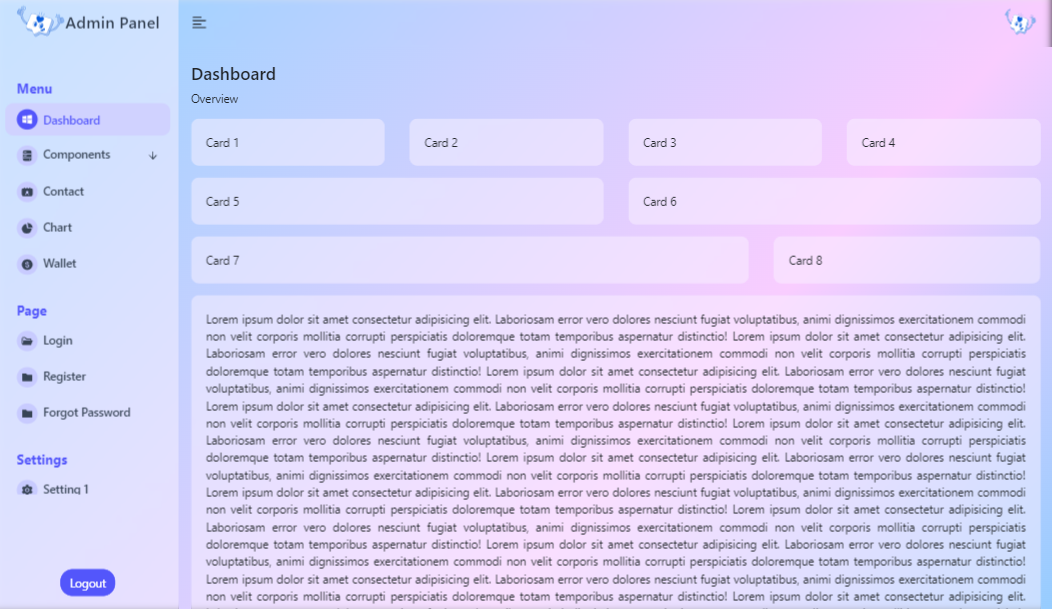 Admin Panel
Menu
Dashboard
Components
Contact
Chart
Wallet
Page
Login
Register
Forgot Password
Settings
Setting 1
Logout
Dashboard
Overview
Card 1
Card 2
Card 3
Card 4
Card 5
Card 6
Card 7
Card 8
Lorem ipsum dolor sit amet consectetur adipisicing elit. Laboriosam error vero dolores nesciunt fugiat voluptatibus, animi dignissimos exercitationem commodi
non velit corporis mollitia corrupti perspiciatis doloremque totam temporibus aspernatur distinctio! Lorem ipsum dolor sit amet consectetur adipisicing elit.
Laboriosam error vero dolores nesciunt fugiat voluptatibus, animi dignissimos exercitationem commodi non velit corporis mollitia corrupti perspiciatis
doloremque totam temporibus aspernatur distinctio! Lorem ipsum dolor sit amet consectetur adipisicing elit. Laboriosam error vero dolores nesciunt fugiat
voluptatibus, animi dignissimos exercitationem commodi non velit corporis mollitia corrupti perspiciatis doloremque totam temporibus aspernatur distinctio!
Lorem ipsum dolor sit amet consectetur adipisicing elit. Laboriosam error vero dolores nesciunt fugiat voluptatibus, animi dignissimos exercitationem commodi
non velit corporis mollitia corrupti perspiciatis doloremque totam temporibus aspernatur distinctio! Lorem ipsum dolor sit amet consectetur adipisicing elit.
Laboriosam error vero dolores nesciunt fugiat voluptatibus, animi dignissimos exercitationem commodi non velit corporis mollitia corrupti perspiciatis
doloremque totam temporibus aspernatur distinctio! Lorem ipsum dolor sit amet consectetur adipisicing elit. Laboriosam error vero dolores nesciunt fugiat
voluptatibus, animi dignissimos exercitationem commodi non velit corporis mollitia corrupti perspiciatis doloremque totam temporibus aspernatur distinctio!
Lorem ipsum dolor sit amet consectetur adipisicing elit. Laboriosam error vero dolores nesciunt fugiat voluptatibus, animi dignissimos exercitationem commodi
non velit corporis mollitia corrupti perspiciatis doloremque totam temporibus aspernatur distinctio! Lorem ipsum dolor sit amet consectetur adipisicing elit.
Laboriosam error vero dolores nesciunt fugiat voluptatibus, animi dignissimos exercitationem commodi non velit corporis mollitia corrupti perspiciatis
doloremque totam temporibus aspernatur distinctio! Lorem ipsum dolor sit amet consectetur adipisicing elit. Laboriosam error vero dolores nesciunt fugiat
voluptatibus, animi dignissimos exercitationem commodi non velit corporis mollitia corrupti perspiciatis doloremque totam temporibus aspernatur distinctio!
Lorem ipsum dolor sit amet consectetur adipisicing elit. Laboriosam error vero dolores nesciunt fugiat voluptatibus, animi dignissimos exercitationem commodi
non velit corporis mollitia corrupti perspiciatis doloremque totam temporibus aspernatur distinctio! Lorem ipsum dolor sit amet consectetur adipisicing elit.